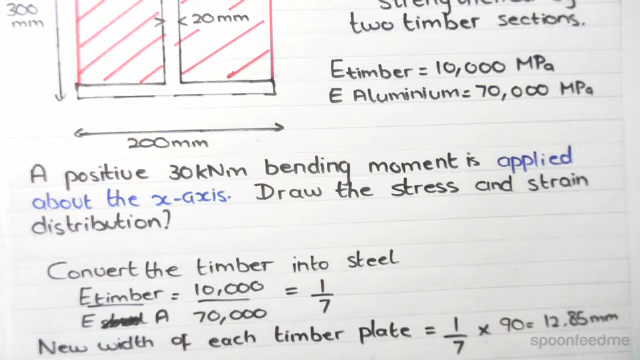 300
mm
20mm
two timber sections.
Etimber = 10,000 MPa
E Aluminium = 70,000 MPa
200mm
A positive 30kNm bending moment is applied
about the x-axis. Draw the stress and strain
distribution?
Convert the timber into steel
Etimber = 10,000 = 1
E A 70,000 7
New width of each timber plate = 1/7 x 90 = 12.85mm
spoonfeedme